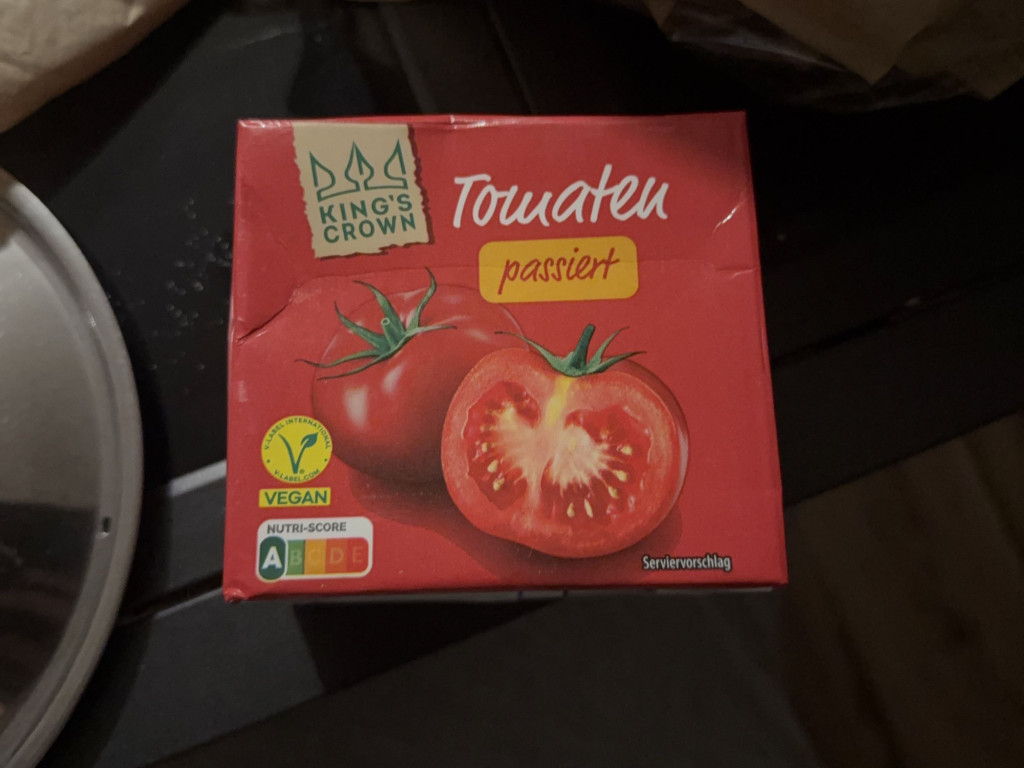 KING'S
CROWN
Tomaten
passiert
V-LABEL INTERNATIONAL
V-LABEL.COM
VEGAN
NUTRI-SCORE
A B C D E
Serviervorschlag